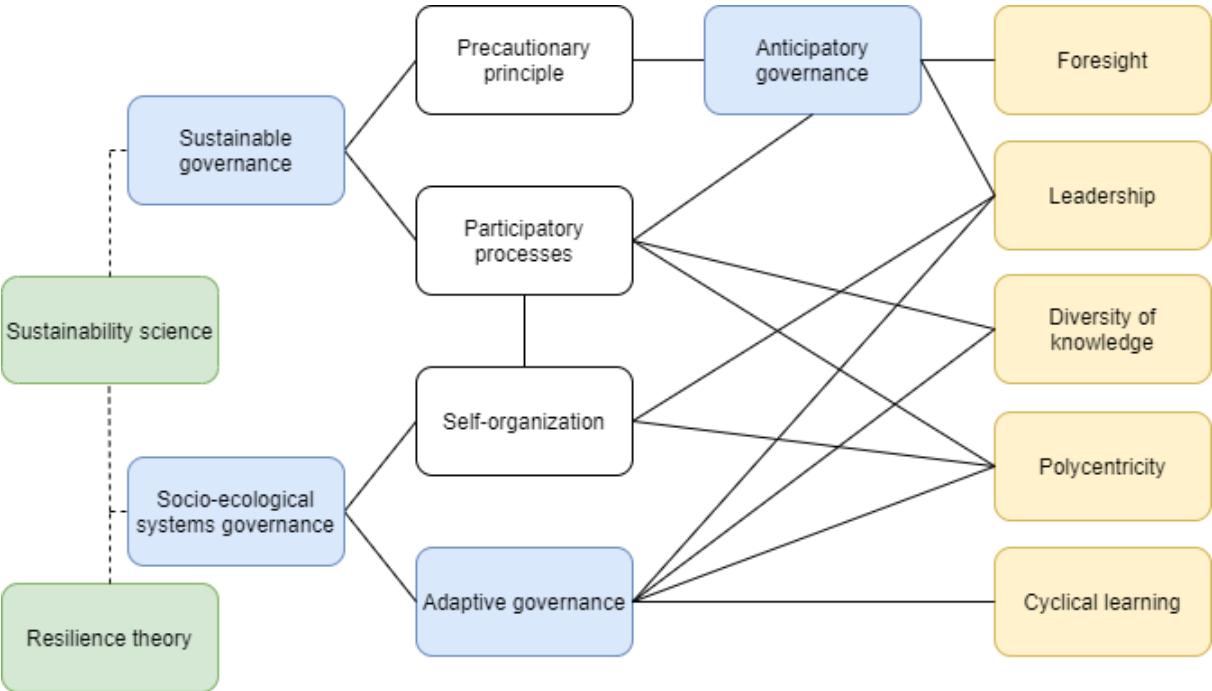 Precautionary
principle
Anticipatory
governance
Foresight
Sustainable
governance
Leadership
Participatory
processes
Sustainability science
Diversity of
knowledge
Self-organization
Polycentricity
Socio-ecological
systems governance
Adaptive governance
Cyclical learning
Resilience theory